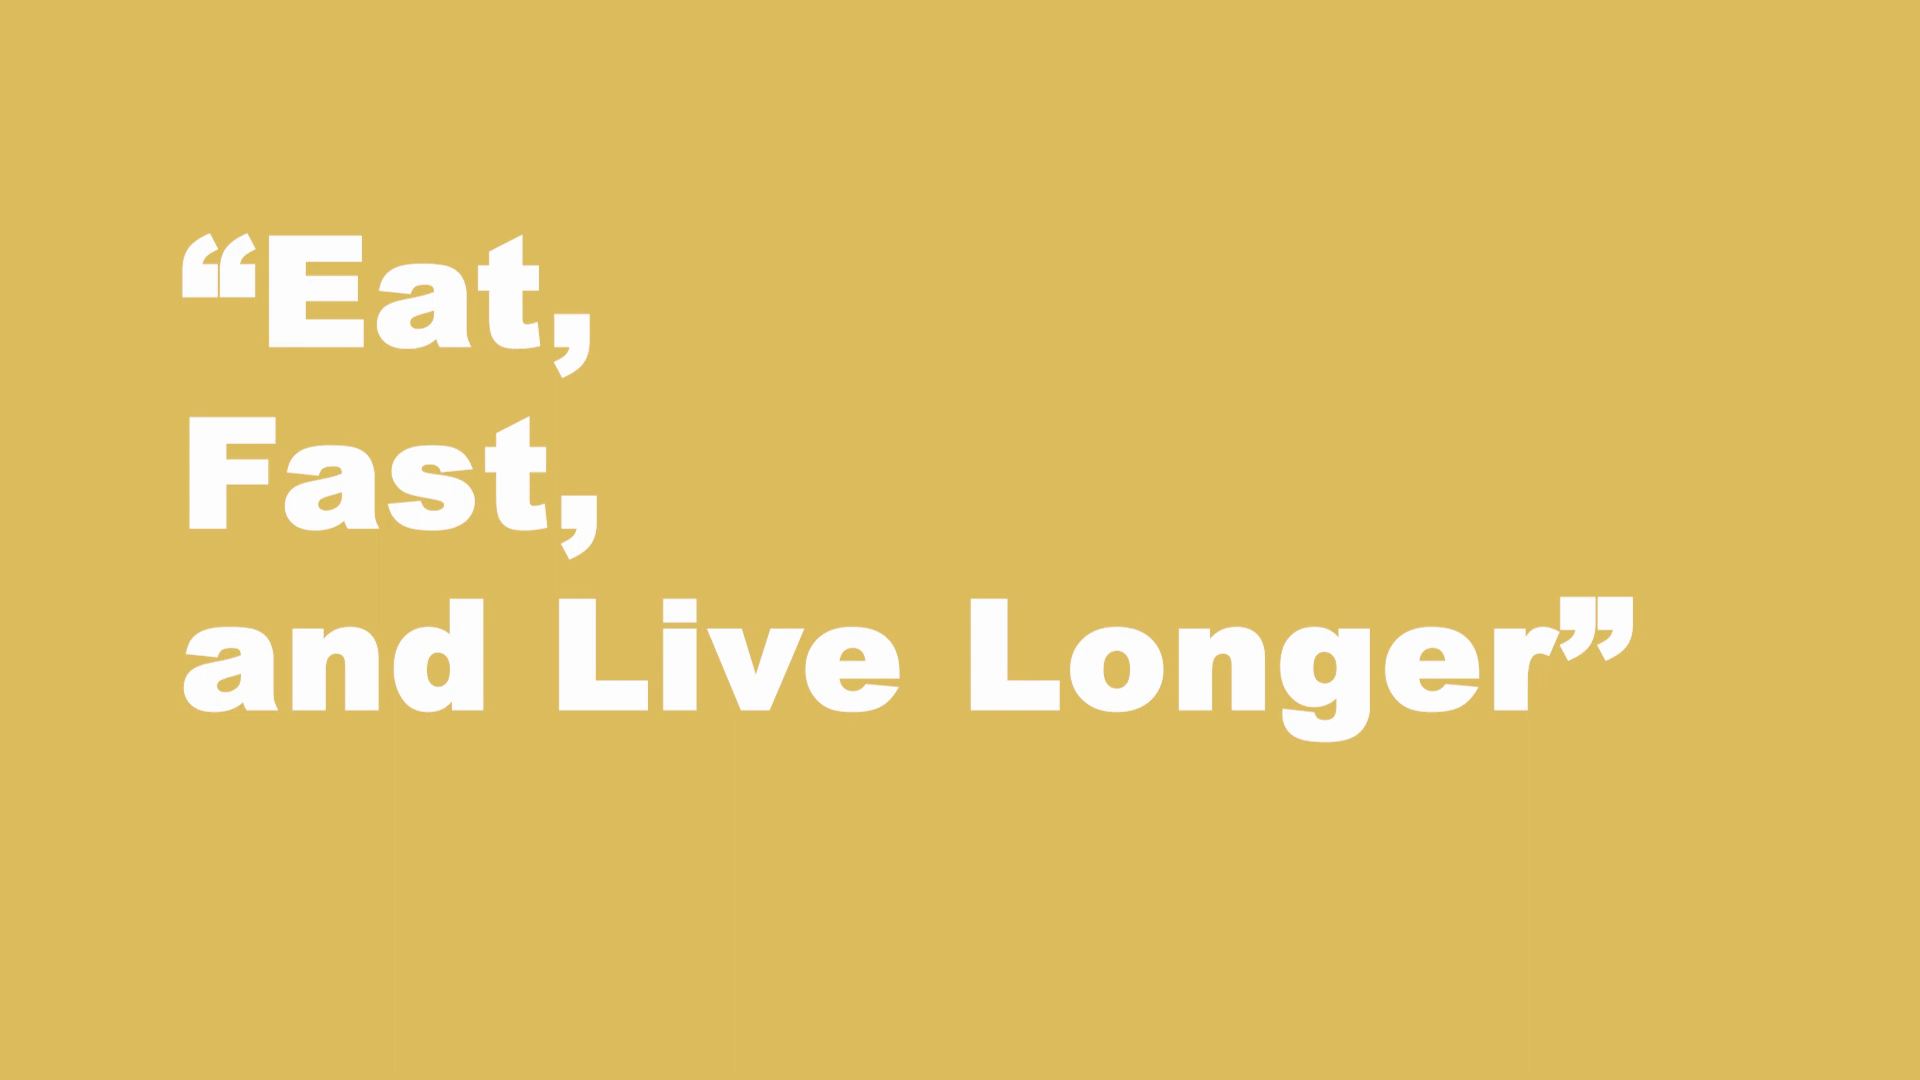 “Eat,
Fast,
and Live Longer”